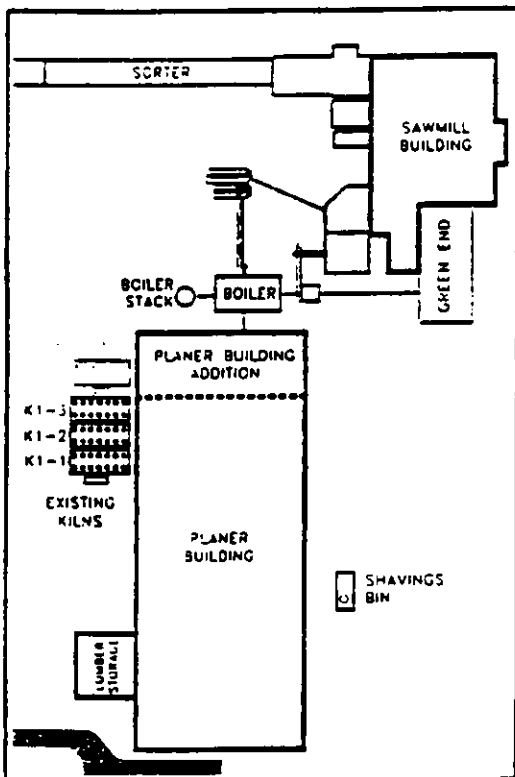 SORTER
SAWMILL
BUILDING
GREEN END
BOILER
STACK
BOILER
PLANER BUILDING
ADDITION
K1-3
K1-2
K1-1
EXISTING
KILNS
PLANER
BUILDING
SHAVINGS
BIN
LUMBER
STORAGE